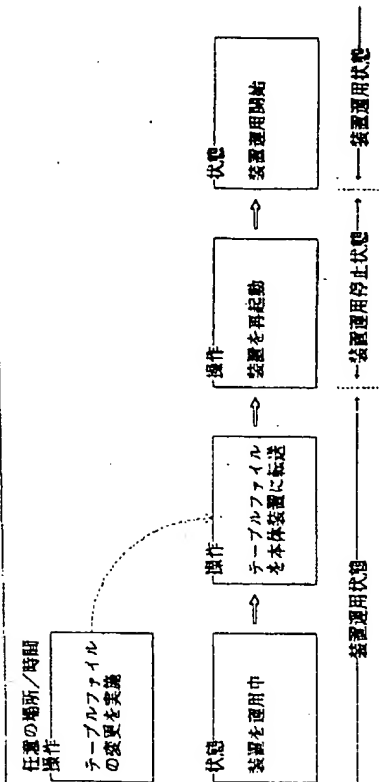 任意の場所／時間
操作
テーブルファイル
の変更を実施
状態
装置を運用中
操作
テーブルファイル
を本体装置に転送
操作
装置を再起動
状態
装置運用開始
装置運用状態
装置運用停止状態
装置運用状態